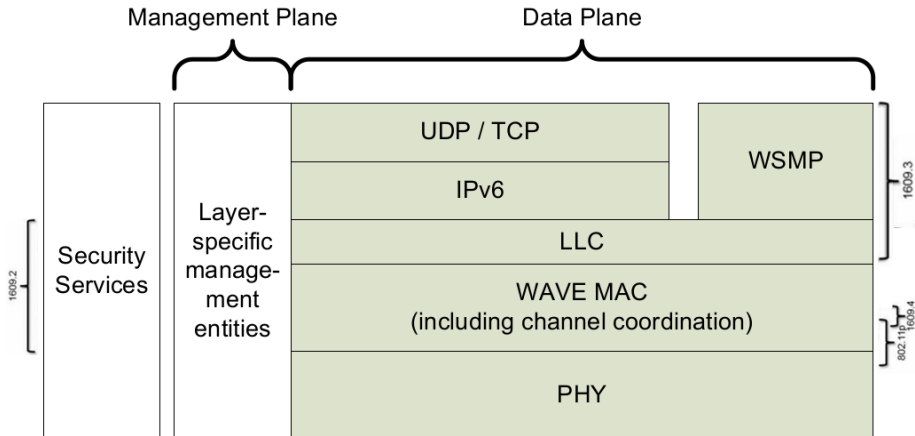 Management Plane
Data Plane
UDP / TCP
WSMP
IPv6
1609.3
Layer-
specific
manage-
ment
entities
LLC
Security
Services
1609.2
WAVE MAC
(including channel coordination)
1609.4
802.11p
PHY